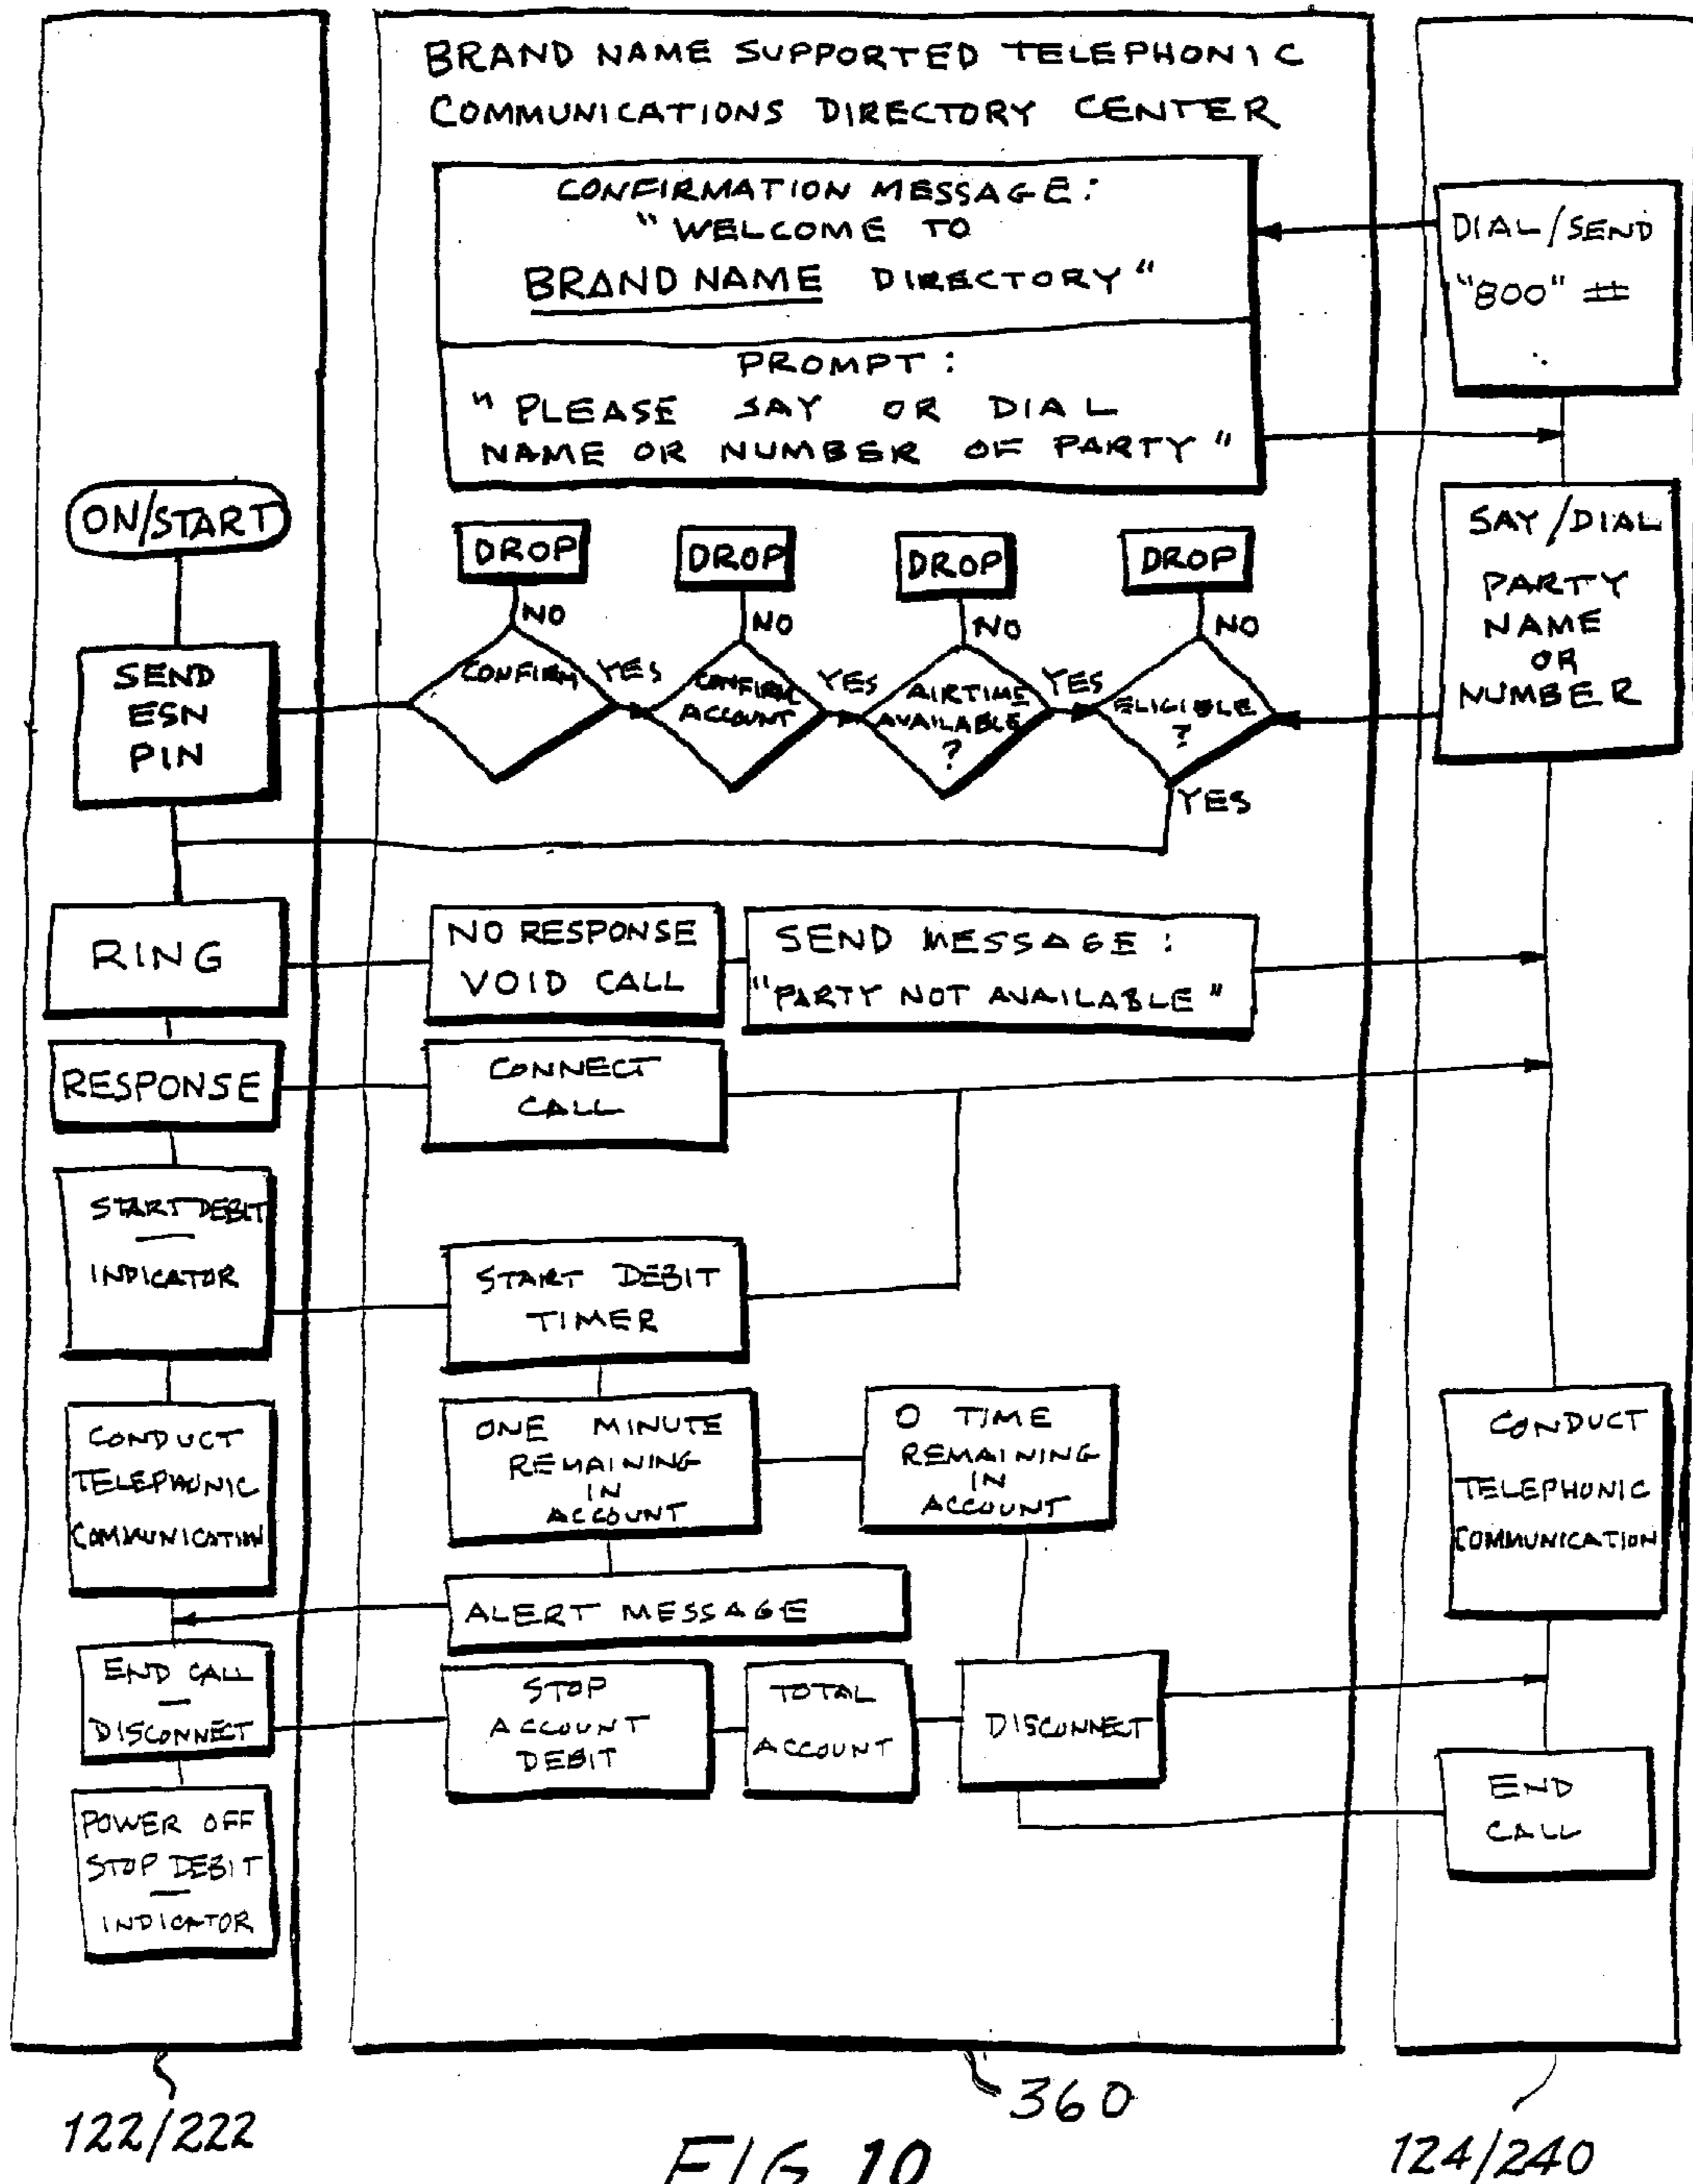 BRAND NAME SUPPORTED TELEPHONIC
COMMUNICATIONS DIRECTORY CENTER
CONFIRMATION MESSAGE:
"WELCOME TO
BRAND NAME DIRECTORY"
PROMPT:
"PLEASE SAY OR DIAL
NAME OR NUMBER OF PARTY"
DIAL/SEND
"800" #
SAY/DIAL
PARTY
NAME
OR
NUMBER
ON/START
SEND
ESN
PIN
DROP
DROP
DROP
DROP
NO
NO
NO
NO
CONFIRM
YES
CONFIRM
ACCOUNT
YES
AIRTIME
AVAILABLE
?
YES
ELIGIBLE
?
YES
RING
NO RESPONSE
VOID CALL
SEND MESSAGE:
"PARTY NOT AVAILABLE"
RESPONSE
CONNECT
CALL
START DEBIT
INDICATOR
START DEBIT
TIMER
CONDUCT
TELEPHONIC
COMMUNICATION
ONE MINUTE
REMAINING
IN
ACCOUNT
0 TIME
REMAINING
IN
ACCOUNT
CONDUCT
TELEPHONIC
COMMUNICATION
ALERT MESSAGE
END CALL
DISCONNECT
STOP
ACCOUNT
DEBIT
TOTAL
ACCOUNT
DISCONNECT
END
CALL
POWER OFF
STOP DEBIT
INDICATOR
122/222
360
124/240
FIG 10